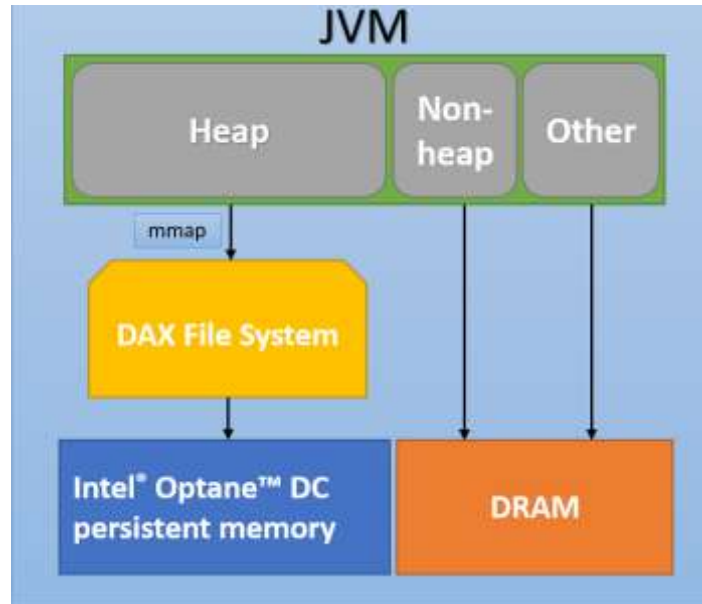 JVM
Heap
Non-
heap
Other
mmap
DAX File System
Intel® Optane™ DC
persistent memory
DRAM